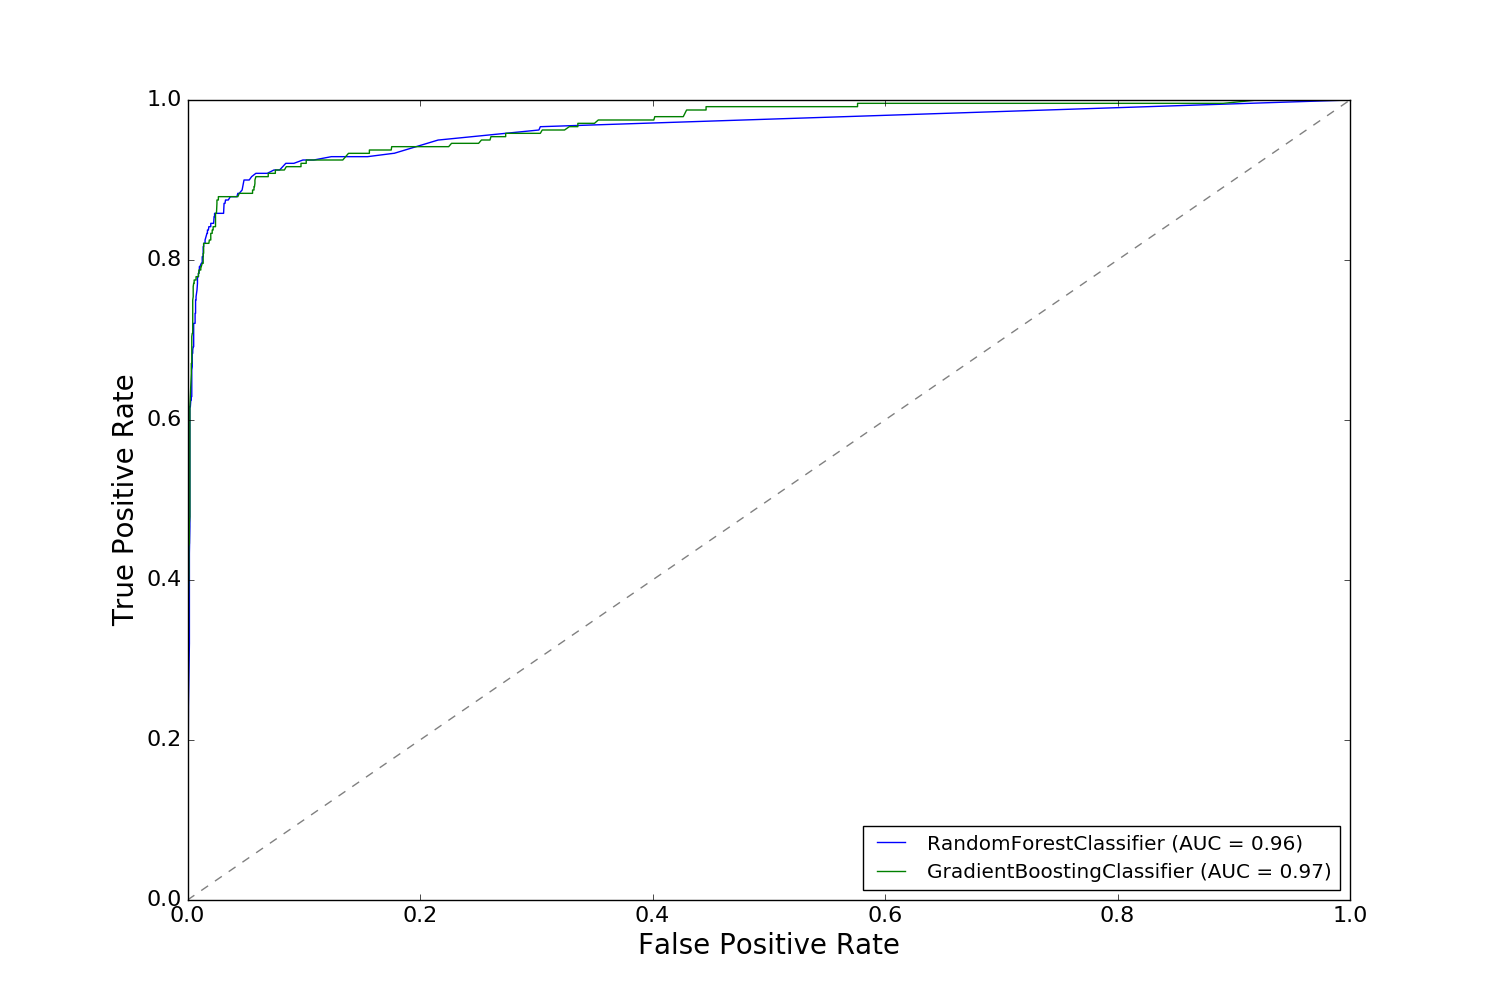 1.0
0.8
0.6
0.4
0.2
0.0
True Positive Rate
RandomForestClassifier (AUC = 0.96)
GradientBoostingClassifier (AUC = 0.97)
0.0 0.2 0.4 0.6 0.8 1.0
False Positive Rate